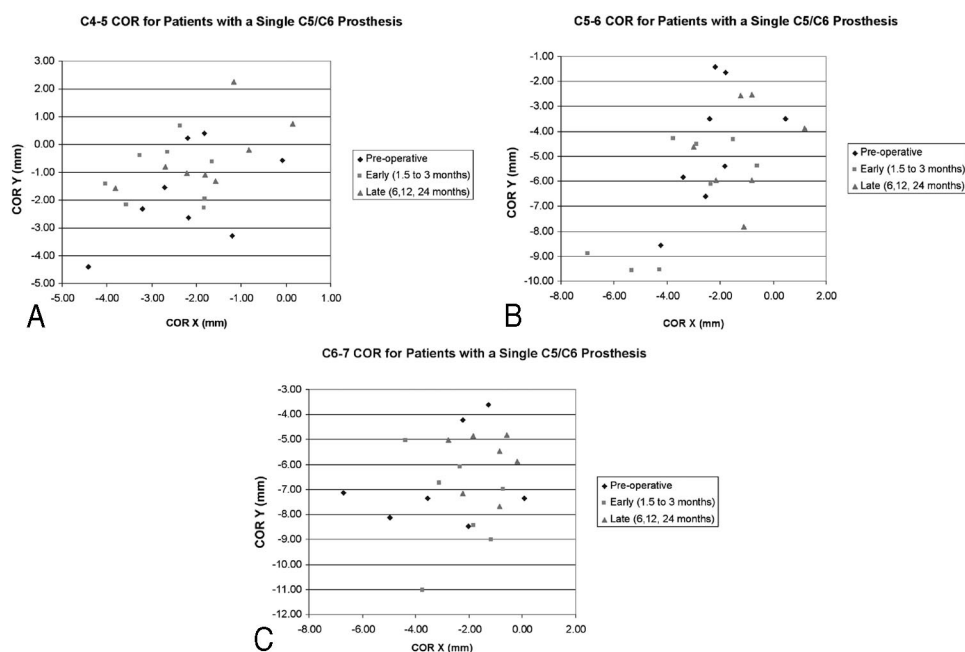 C4-5 COR for Patients with a Single C5/C6 Prosthesis
3.00
2.00
1.00
0.00
-1.00
-2.00
-3.00
-4.00
-5.00
-5.00 -4.00 -3.00 -2.00 -1.00 0.00 1.00
COR Y (mm)
COR X (mm)
Pre-operative
Early (1.5 to 3 months)
Late (6,12, 24 months)
A
C5-6 COR for Patients with a Single C5/C6 Prosthesis
-1.00
-2.00
-3.00
-4.00
-5.00
-6.00
-7.00
-8.00
-9.00
-10.00
-8.00 -6.00 -4.00 -2.00 0.00 2.00
COR Y (mm)
COR X (mm)
Pre-operative
Early (1.5 to 3 months)
Late (6,12, 24 months)
B
C6-7 COR for Patients with a Single C5/C6 Prosthesis
-3.00
-4.00
-5.00
-6.00
-7.00
-8.00
-9.00
-10.00
-11.00
-12.00
-8.00 -6.00 -4.00 -2.00 0.00 2.00
COR Y (mm)
COR X (mm)
Pre-operative
Early (1.5 to 3 months)
Late (6,12, 24 months)
C